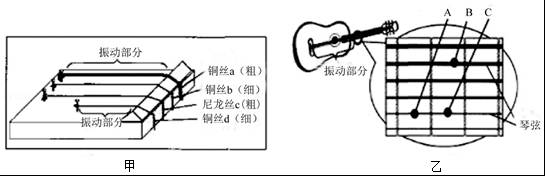 振动部分
铜丝a（粗）
铜丝b（细）
尼龙丝c（粗）
铜丝d（细）
振动部分
甲
A
B
C
振动部分
琴弦
乙